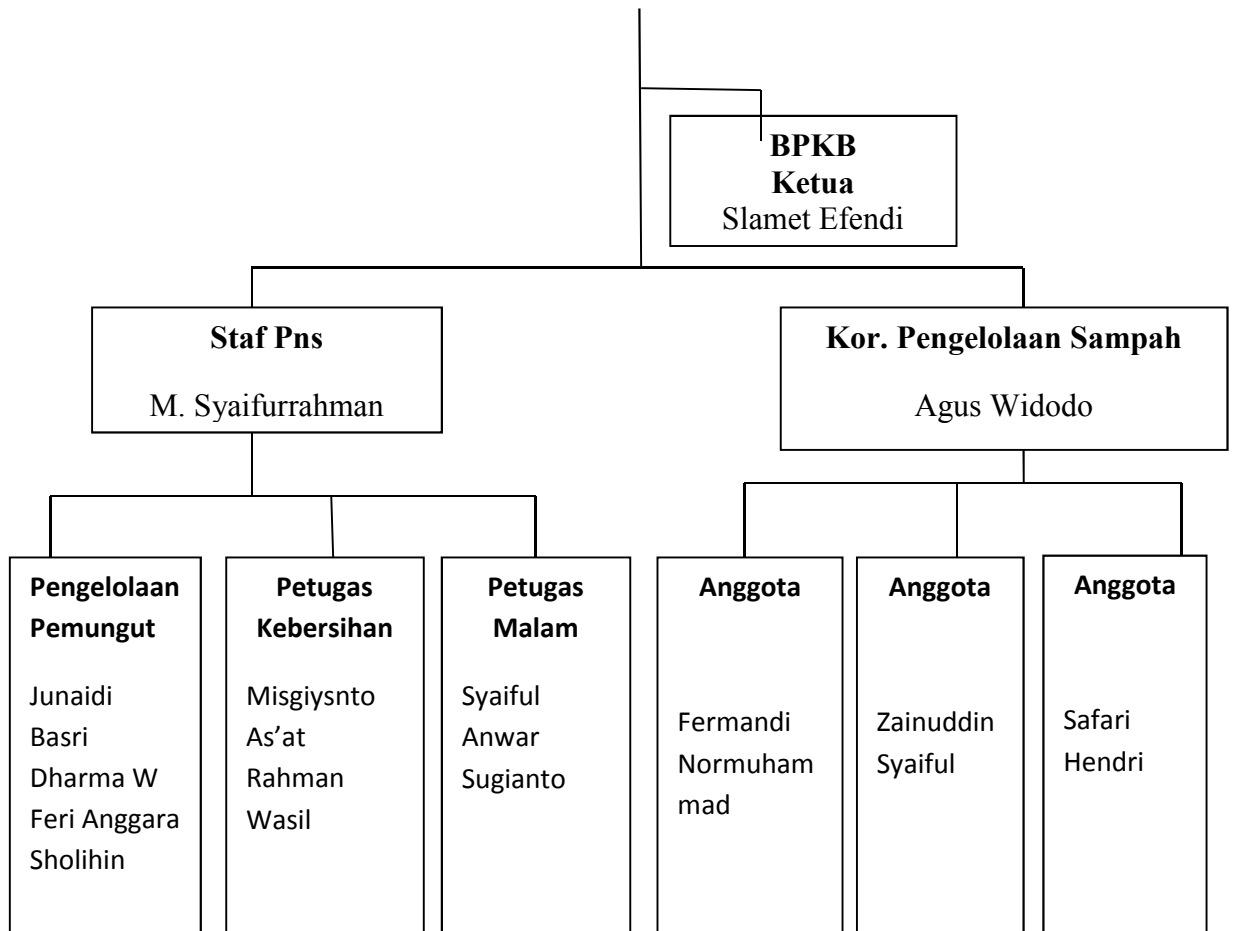 BPKB
Ketua
Slamet Efendi
Staf Pns
M. Syaifurrahman
Kor. Pengelolaan Sampah
Agus Widodo
Pengelolaan
Pemungut
Junaidi
Basri
Dharma W
Feri Anggara
Sholihin
Petugas
Kebersihan
Misgiysnto
As’at
Rahman
Wasil
Petugas
Malam
Syaiful
Anwar
Sugianto
Anggota
Fermandi
Normuham
mad
Anggota
Zainuddin
Syaiful
Anggota
Safari
Hendri